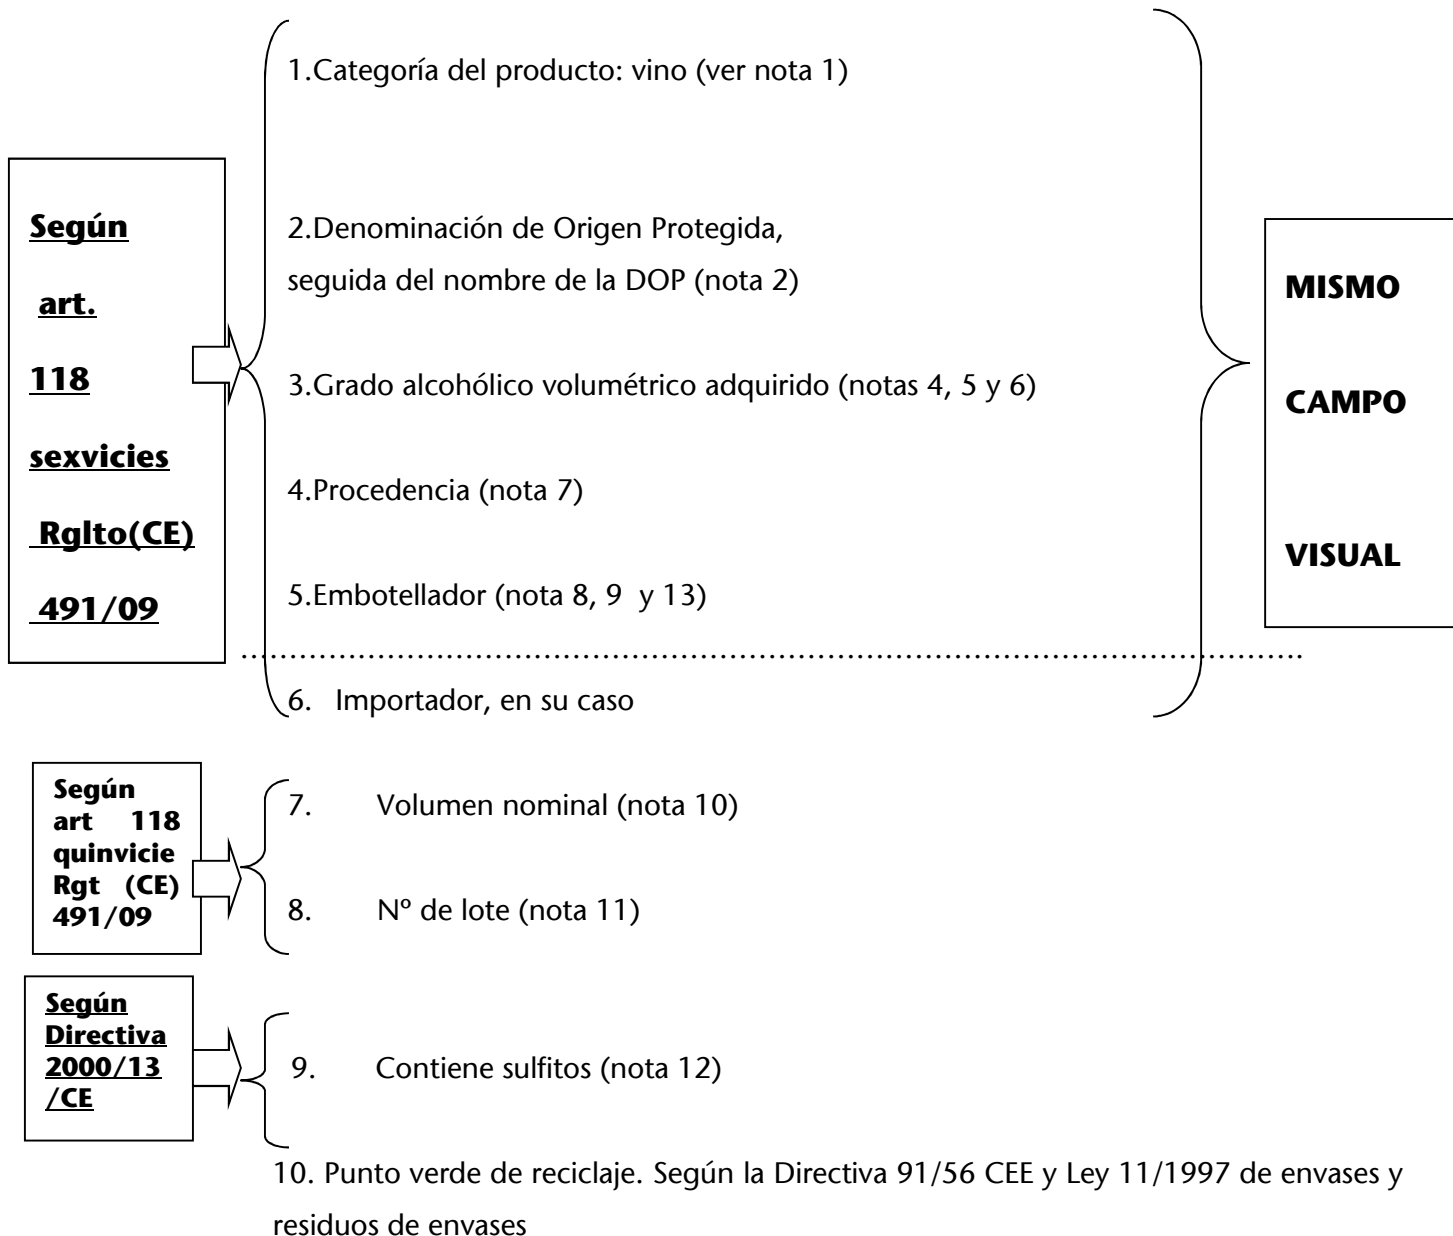 Según
art.
118
sexvicies
Rglto(CE)
491/09
1.Categoría del producto: vino (ver nota 1)
2.Denominación de Origen Protegida,
seguida del nombre de la DOP (nota 2)
3.Grado alcohólico volumétrico adquirido (notas 4, 5 y 6)
4.Procedencia (nota 7)
5.Embotellador (nota 8, 9 y 13)
6. Importador, en su caso
MISMO
CAMPO
VISUAL
Según
art 118
quinvicie
Rgt (CE)
491/09
7. Volumen nominal (nota 10)
8. Nº de lote (nota 11)
Según
Directiva
2000/13
/CE
9. Contiene sulfitos (nota 12)
10. Punto verde de reciclaje. Según la Directiva 91/56 CEE y Ley 11/1997 de envases y
residuos de envases